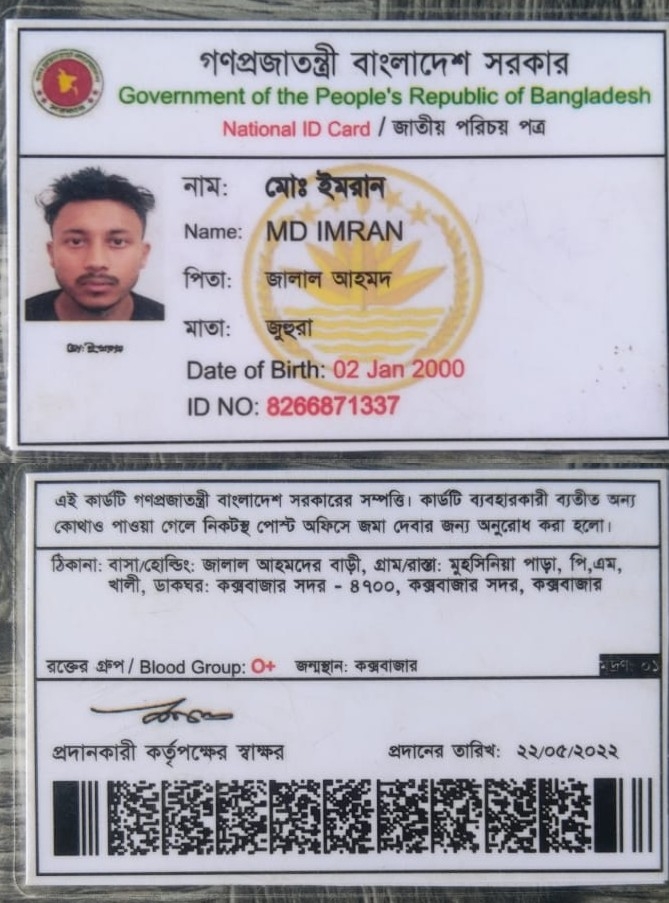 গণপ্রজাতন্ত্রী বাংলাদেশ সরকার
Government of the People's Republic of Bangladesh
National ID Card / জাতীয় পরিচয় পত্র
নাম: মোঃ ইমরান
Name: MD IMRAN
পিতা: জালাল আহমদ
মাতা: জুহুরা
Date of Birth: 02 Jan 2000
ID NO: 8266871337
এই কার্ডটি গণপ্রজাতন্ত্রী বাংলাদেশ সরকারের সম্পত্তি। কার্ডটি ব্যবহারকারী ব্যতীত অন্য
কোথাও পাওয়া গেলে নিকটস্থ পোস্ট অফিসে জমা দেবার জন্য অনুরোধ করা হলো।
ঠিকানা: বাসা/হোল্ডিং: জালাল আহমদের বাড়ী, গ্রাম/রাস্তা: মুহসিনিয়া পাড়া, পি,এম,
খালী, ডাকঘর: কক্সবাজার সদর - ৪৭০০, কক্সবাজার সদর, কক্সবাজার
রক্তের গ্রুপ / Blood Group: O+ জন্মস্থান: কক্সবাজার মুদ্রণ: ০১
প্রদানকারী কর্তৃপক্ষের স্বাক্ষর প্রদানের তারিখ: ২২/০৫/২০২২